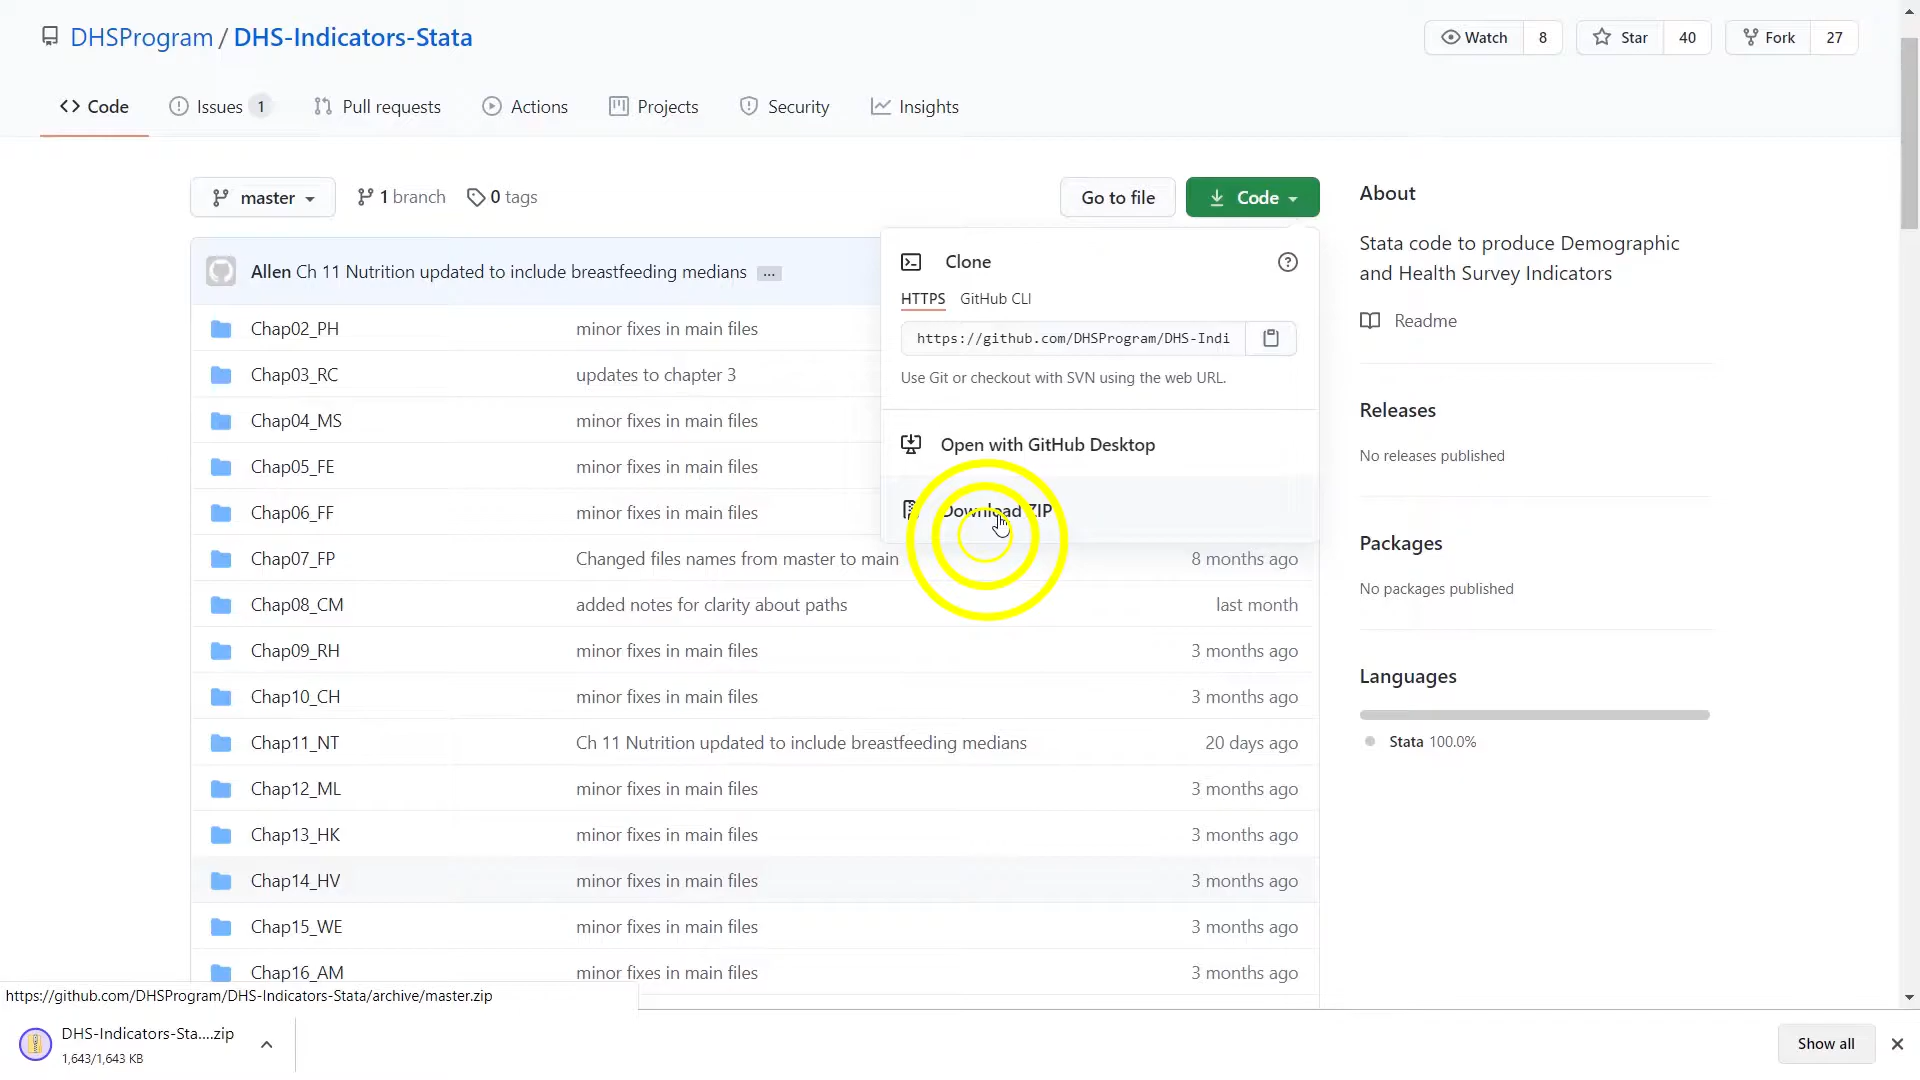 DHSProgram / DHS-Indicators-Stata
Watch 8
Star 40
Fork 27
Code
Issues 1
Pull requests
Actions
Projects
Security
Insights
master
1 branch
0 tags
Go to file
Code
About
Stata code to produce Demographic
and Health Survey Indicators
Readme
Releases
No releases published
Packages
No packages published
Languages
Stata 100.0%
Allen Ch 11 Nutrition updated to include breastfeeding medians ...
Clone
HTTPS GitHub CLI
https://github.com/DHSProgram/DHS-Indi
Use Git or checkout with SVN using the web URL.
Open with GitHub Desktop
Download ZIP
Chap02_PH minor fixes in main files
Chap03_RC updates to chapter 3
Chap04_MS minor fixes in main files
Chap05_FE minor fixes in main files
Chap06_FF minor fixes in main files
Chap07_FP Changed files names from master to main 8 months ago
Chap08_CM added notes for clarity about paths last month
Chap09_RH minor fixes in main files 3 months ago
Chap10_CH minor fixes in main files 3 months ago
Chap11_NT Ch 11 Nutrition updated to include breastfeeding medians 20 days ago
Chap12_ML minor fixes in main files 3 months ago
Chap13_HK minor fixes in main files 3 months ago
Chap14_HV minor fixes in main files 3 months ago
Chap15_WE minor fixes in main files 3 months ago
Chap16_AM minor fixes in main files 3 months ago
https://github.com/DHSProgram/DHS-Indicators-Stata/archive/master.zip
DHS-Indicators-Sta....zip
1,643/1,643 KB
Show all